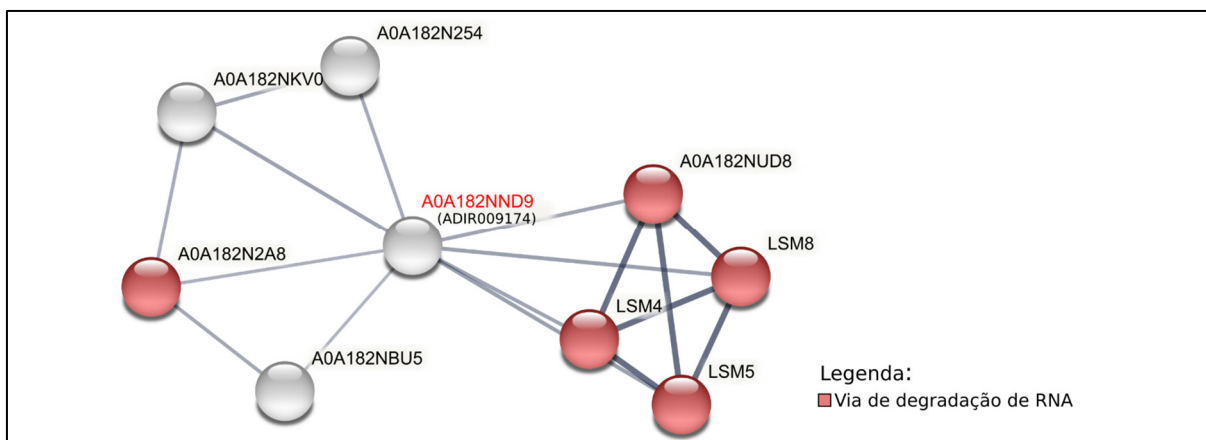 A0A182N254
A0A182NKV0
A0A182NUD8
A0A182NND9
(ADIR009174)
A0A182N2A8
LSM8
LSM4
A0A182NBU5
LSM5
Legenda:
Via de degradação de RNA